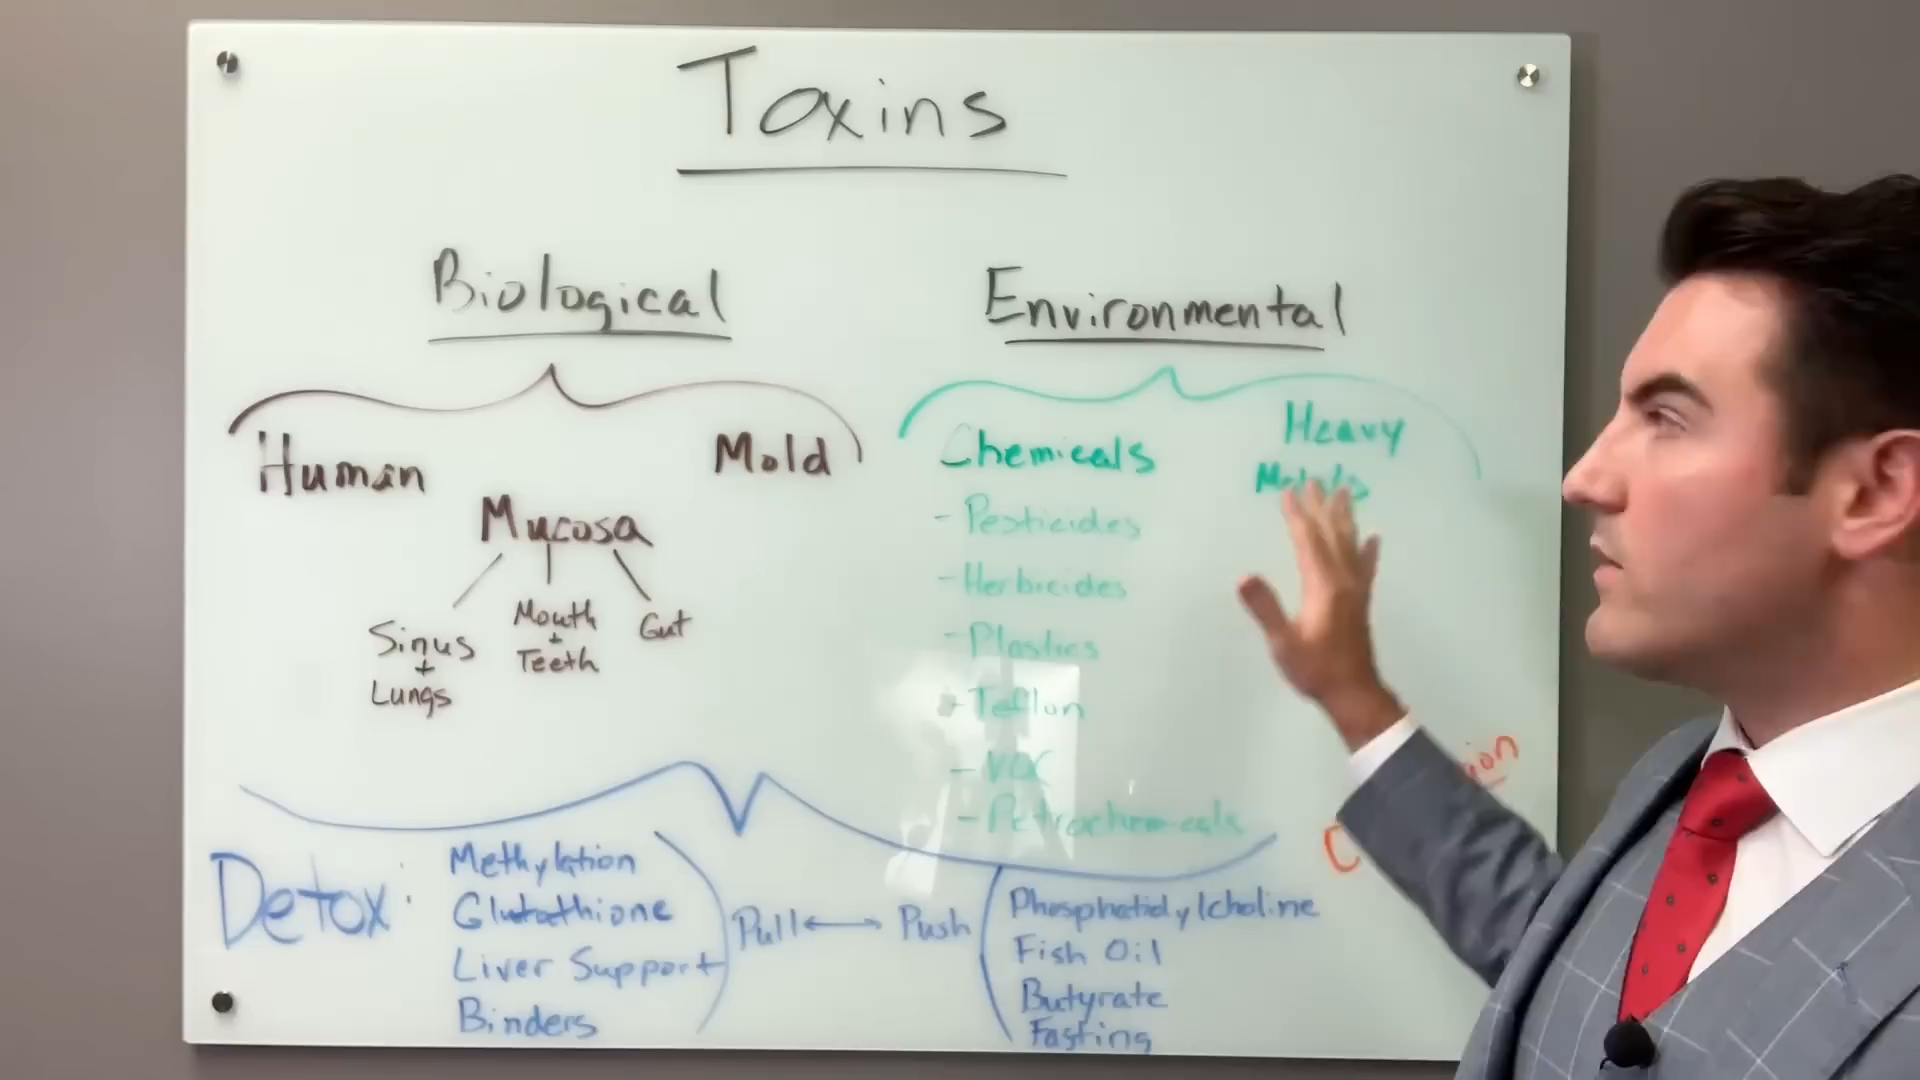 Toxins
Biological
Environmental
Human
Mold
Mucosa
Sinus
+
Lungs
Mouth
+
Teeth
Gut
Chemicals
- Pesticides
- Herbicides
- Plastics
- Teflon
- VOC
- Petrochemicals
Heavy
Metals
Detox:
Methylation
Glutathione
Liver Support
Binders
Pull ↔ Push
Phosphatidylcholine
Fish Oil
Butyrate
Fasting